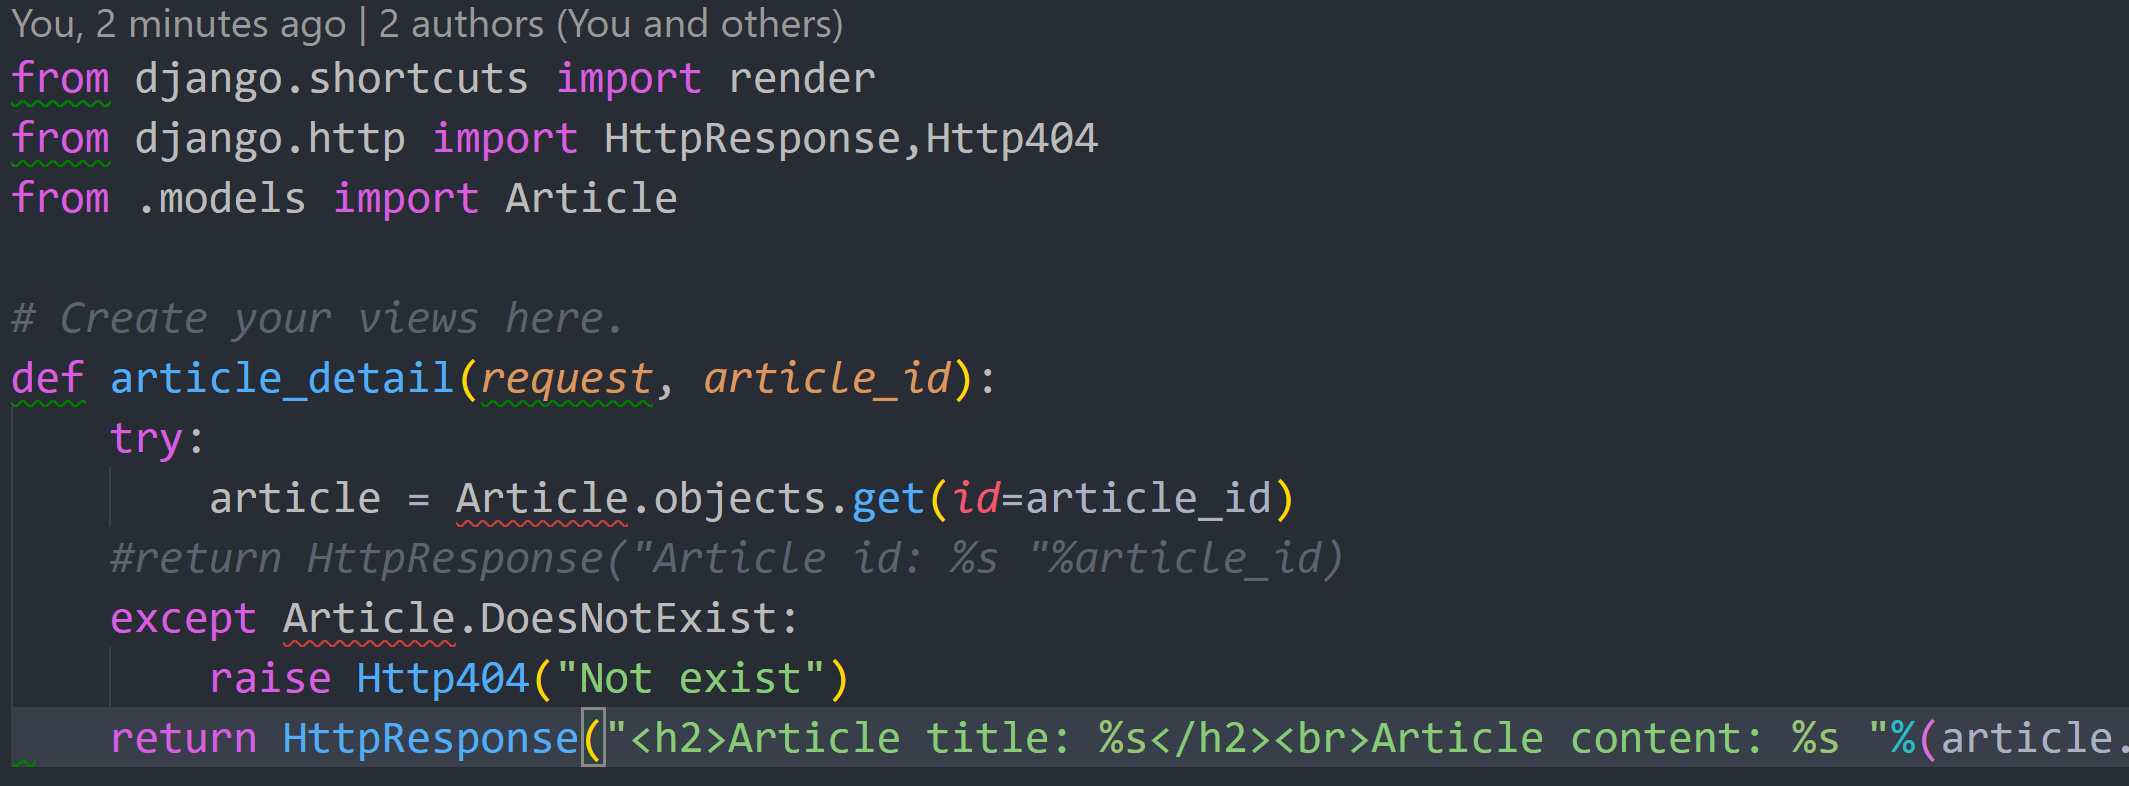 You, 2 minutes ago | 2 authors (You and others)
from django.shortcuts import render
from django.http import HttpResponse,Http404
from .models import Article
# Create your views here.
def article_detail(request, article_id):
    try:
        article = Article.objects.get(id=article_id)
    #return HttpResponse("Article id: %s "%article_id)
    except Article.DoesNotExist:
        raise Http404("Not exist")
    return HttpResponse("<h2>Article title: %s</h2><br>Article content: %s "%(article.